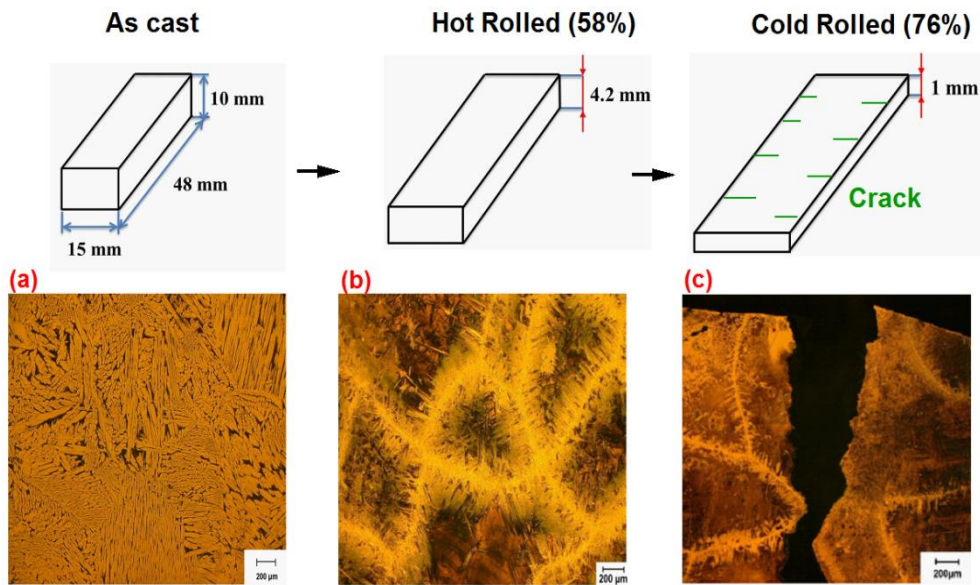 As cast
Hot Rolled (58%)
Cold Rolled (76%)
10 mm
48 mm
15 mm
4.2 mm
1 mm
Crack
(a)
(b)
(c)
200 µm
200 µm
200 µm